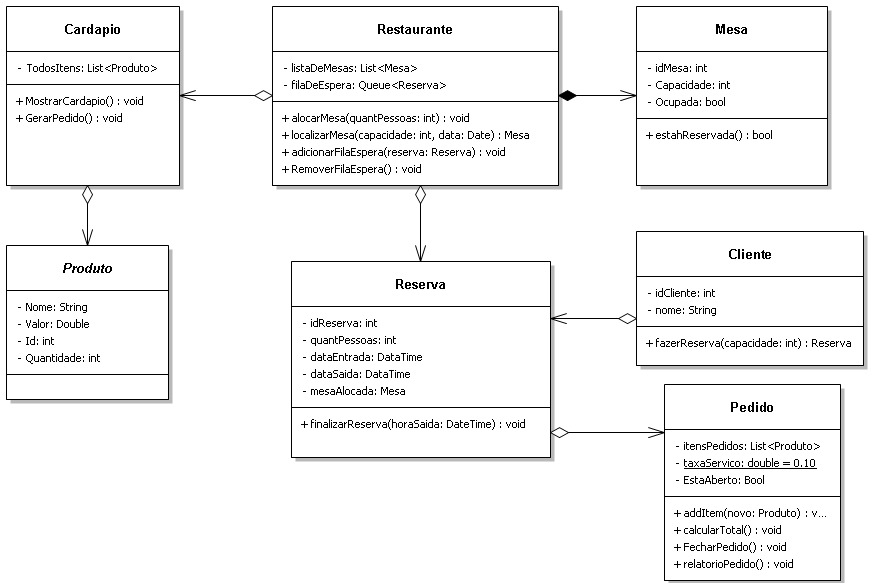 Cardapio
- TodosItens: List<Produto>
+ MostrarCardapio() : void
+ GerarPedido() : void
Restaurante
- listaDeMesas: List<Mesa>
- filaDeEspera: Queue<Reserva>
+ alocarMesa(quantPessoas: int) : void
+ localizarMesa(capacidade: int, data: Date) : Mesa
+ adicionarFilaEspera(reserva: Reserva) : void
+ RemoverFilaEspera() : void
Mesa
- idMesa: int
- Capacidade: int
- Ocupada: bool
+ estahReservada() : bool
Produto
- Nome: String
- Valor: Double
- Id: int
- Quantidade: int
Reserva
- idReserva: int
- quantPessoas: int
- dataEntrada: DataTime
- dataSaida: DataTime
- mesaAlocada: Mesa
+ finalizarReserva(horaSaida: DateTime) : void
Cliente
- idCliente: int
- nome: String
+ fazerReserva(capacidade: int) : Reserva
Pedido
- itensPedidos: List<Produto>
- taxaServico: double = 0.10
- EstaAberto: Bool
+ addItem(novo: Produto) : v...
+ calcularTotal() : void
+ FecharPedido() : void
+ relatorioPedido() : void